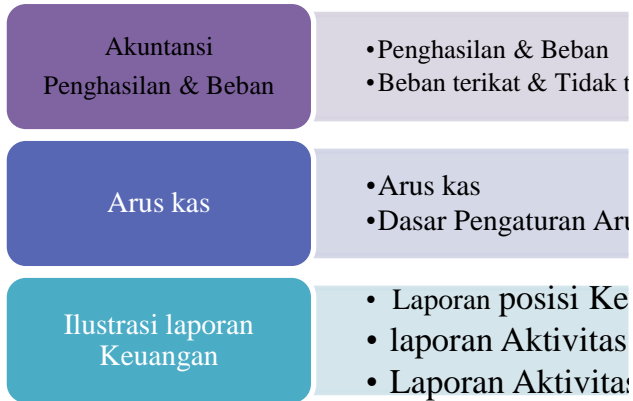 Akuntansi
Penghasilan & Beban
•Penghasilan & Beban
•Beban terikat & Tidak
Arus kas
•Arus kas
•Dasar Pengaturan
Ilustrasi laporan
Keuangan
• Laporan posisi
• laporan Aktivitas
• Laporan Aktivitas